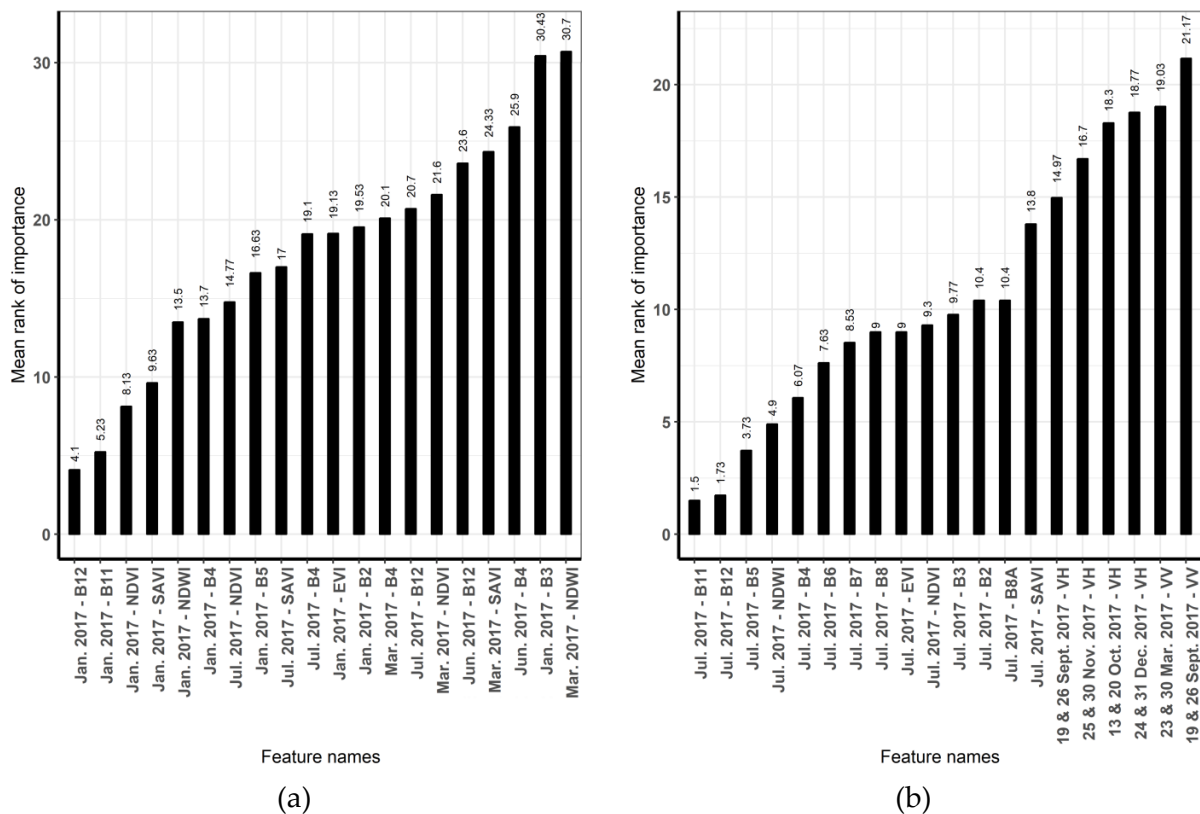 Mean rank of importance
30
20
10
0
4.1
5.23
8.13
9.63
13.5
13.7
14.77
16.63
17
19.1
19.13
19.53
20.1
20.7
21.6
23.6
24.33
25.9
30.43
30.7
Jan. 2017 - B12
Jan. 2017 - B11
Jan. 2017 - NDVI
Jan. 2017 - SAVI
Jan. 2017 - NDWI
Jan. 2017 - B4
Jul. 2017 - NDVI
Jan. 2017 - B5
Jul. 2017 - SAVI
Jul. 2017 - B4
Jan. 2017 - EVI
Jan. 2017 - B2
Mar. 2017 - B4
Jul. 2017 - B12
Mar. 2017 - NDVI
Jun. 2017 - B12
Mar. 2017 - SAVI
Jun. 2017 - B4
Jan. 2017 - B3
Mar. 2017 - NDWI
Feature names
(a)
Mean rank of importance
20
15
10
5
0
1.5
1.73
3.73
4.9
6.07
7.63
8.53
9
9
9.3
9.77
10.4
10.4
13.8
14.97
16.7
18.3
18.77
19.03
21.17
Jul. 2017 - B11
Jul. 2017 - B12
Jul. 2017 - B5
Jul. 2017 - NDWI
Jul. 2017 - B4
Jul. 2017 - B6
Jul. 2017 - B7
Jul. 2017 - B8
Jul. 2017 - EVI
Jul. 2017 - NDVI
Jul. 2017 - B3
Jul. 2017 - B2
Jul. 2017 - B8A
Jul. 2017 - SAVI
19 & 26 Sept. 2017 - VH
25 & 30 Nov. 2017 - VH
13 & 20 Oct. 2017 - VH
24 & 31 Dec. 2017 - VH
23 & 30 Mar. 2017 - VV
19 & 26 Sept. 2017 - VV
Feature names
(b)